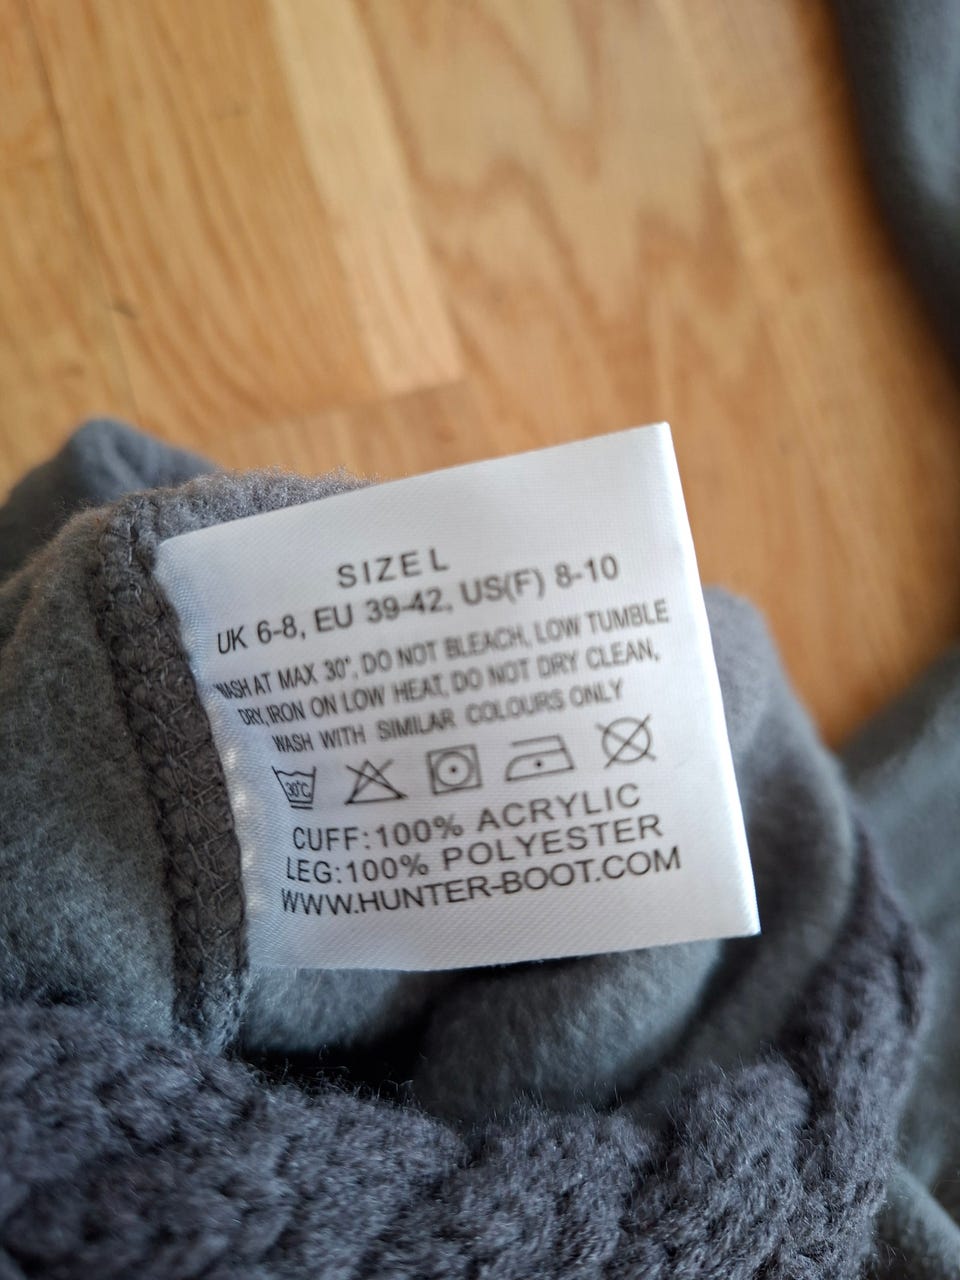 SIZE L
UK 6-8, EU 39-42, US(F) 8-10
WASH AT MAX 30°, DO NOT BLEACH, LOW TUMBLE
DRY, IRON ON LOW HEAT, DO NOT DRY CLEAN,
WASH WITH SIMILAR COLOURS ONLY
30°C
CUFF:100% ACRYLIC
LEG:100% POLYESTER
WWW.HUNTER-BOOT.COM